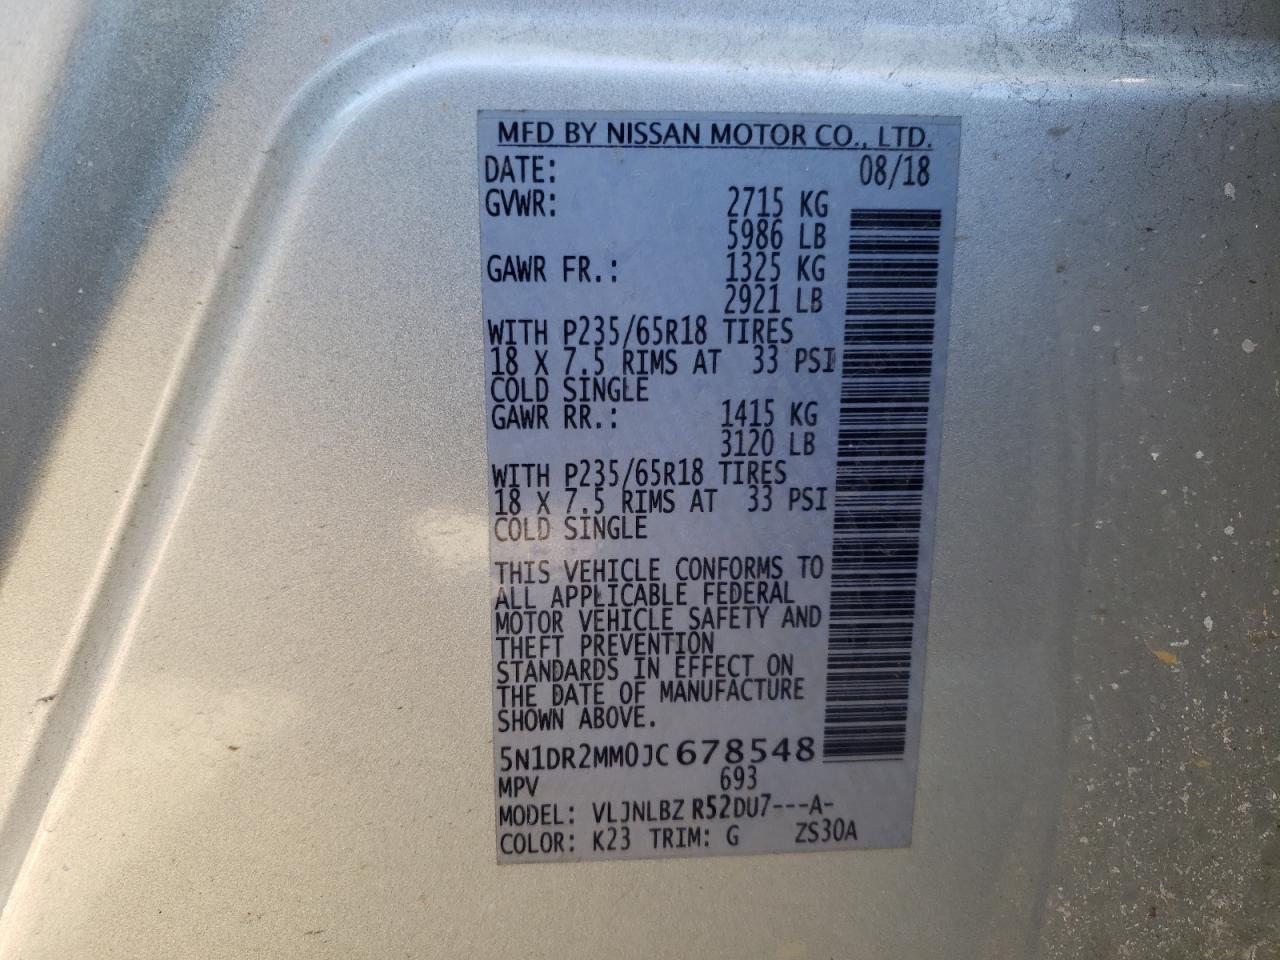 MFD BY NISSAN MOTOR CO., LTD.
DATE: 08/18
GVWR: 2715 KG
5986 LB
GAWR FR.: 1325 KG
2921 LB
WITH P235/65R18 TIRES
18 X 7.5 RIMS AT 33 PSI
COLD SINGLE
GAWR RR.: 1415 KG
3120 LB
WITH P235/65R18 TIRES
18 X 7.5 RIMS AT 33 PSI
COLD SINGLE
THIS VEHICLE CONFORMS TO
ALL APPLICABLE FEDERAL
MOTOR VEHICLE SAFETY AND
THEFT PREVENTION
STANDARDS IN EFFECT ON
THE DATE OF MANUFACTURE
SHOWN ABOVE.
5N1DR2MM0JC678548
MPV 693
MODEL: VLJNLBZ R52DU7---A-
COLOR: K23 TRIM: G ZS30A